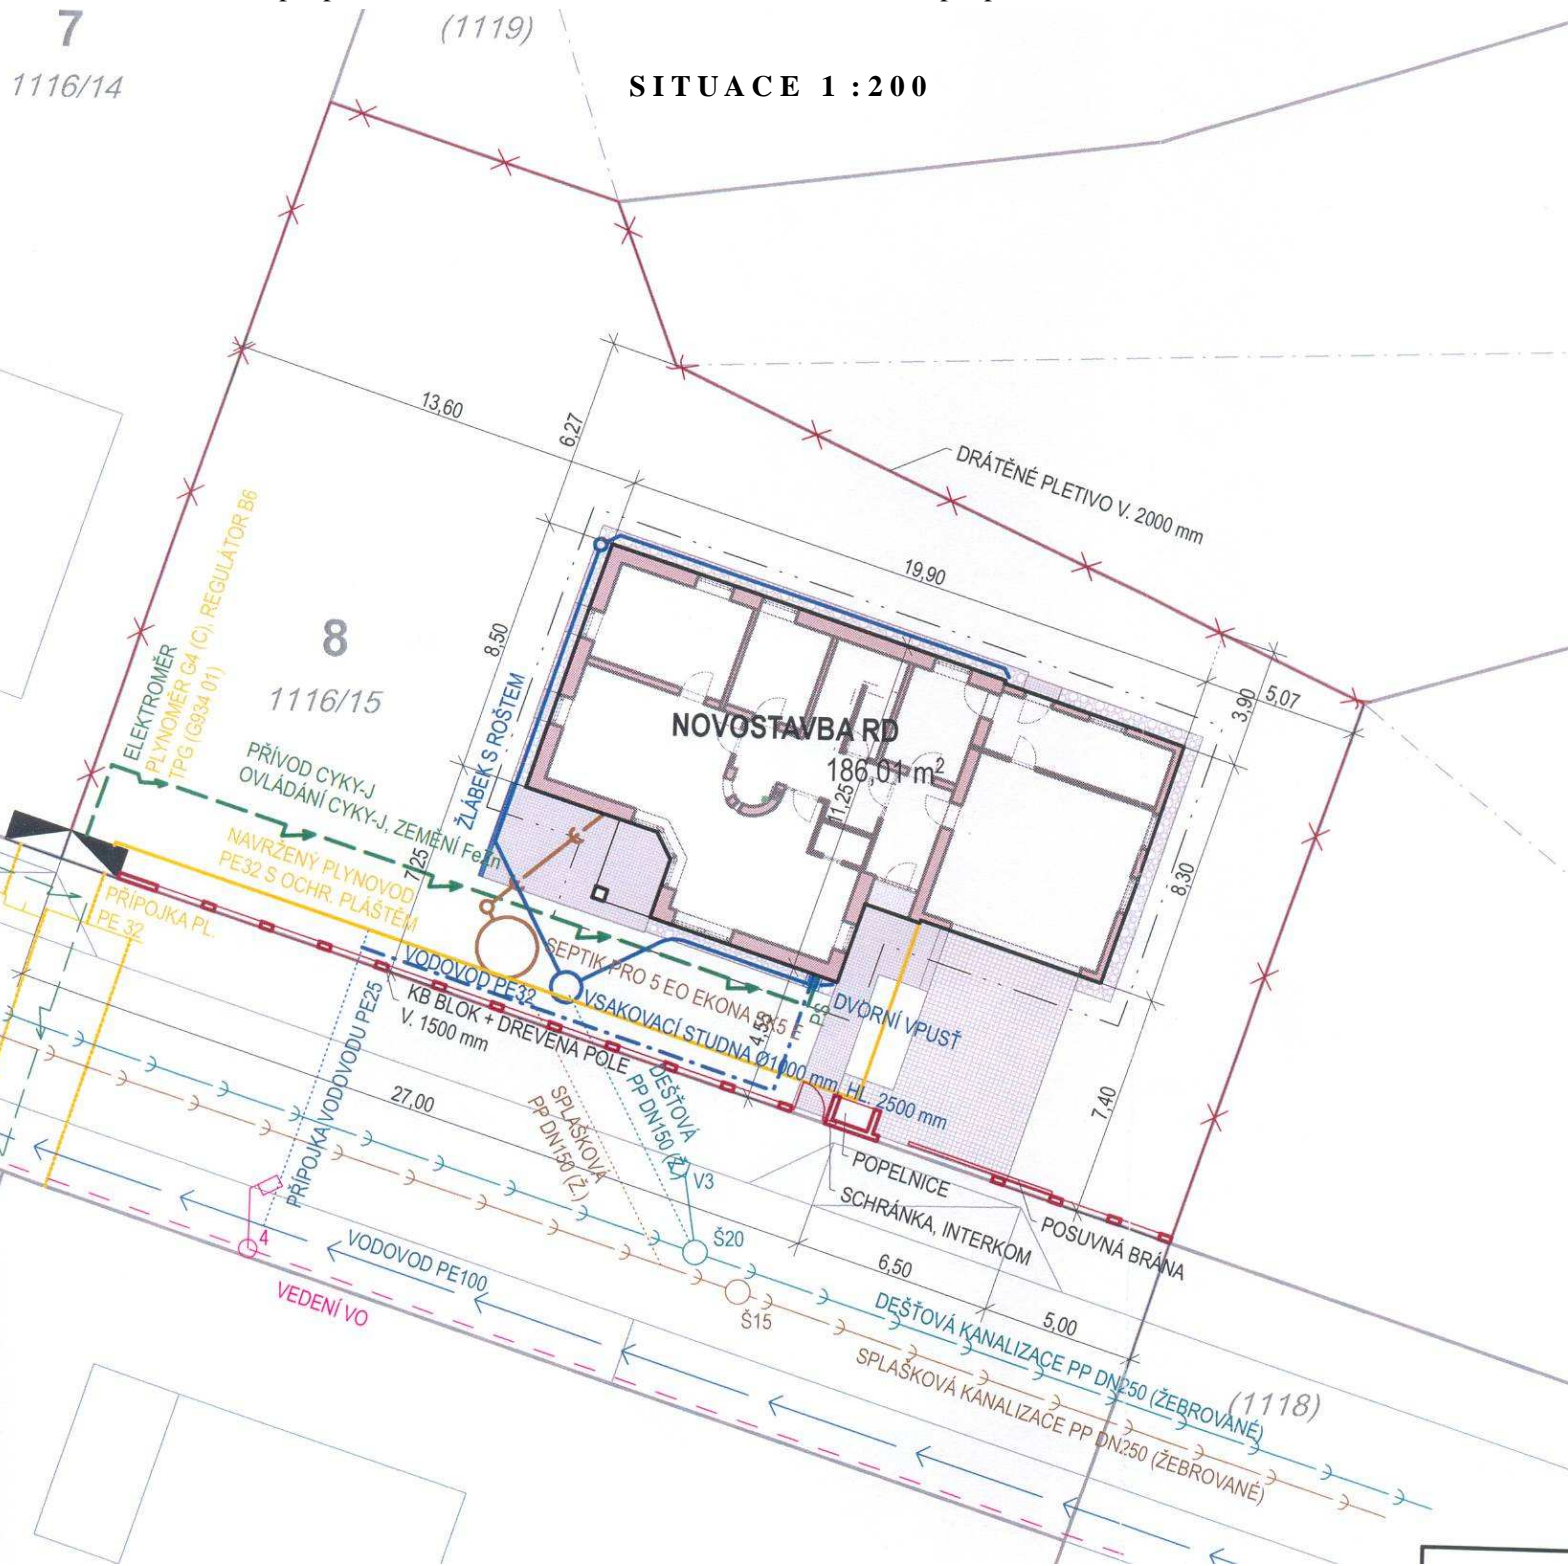 7
1116/14
(1119)
SITUACE 1 :200
13,60
6,27
DRÁTĚNÉ PLETIVO V. 2000 mm
19,90
8,50
8
1116/15
ELEKTROMĚR
PLYNOMĚR G4 (C), REGULÁTOR B6
TPG (G934 01)
PŘÍVOD CYKY-J
OVLÁDÁNÍ CYKY-J, ZEMĚNÍ FeZn
ŽLÁBEK S ROŠTEM
NOVOSTAVBA RD
186,01 m²
11,25
3,90
5,07
8,30
7,25
NAVRŽENÝ PLYNOVOD
PE32 S OCHR. PLÁŠTĚM
PŘÍPOJKA PL.
PE 32
VODOVOD PE32
SEPTIK PRO 5 EO EKONA
VSAKOVACÍ STUDNA Ø1000 mm, HL. 2500 mm
4,53
PS
DVORNÍ VPUSŤ
KB BLOK + DŘEVĚNÁ POLE
V. 1500 mm
PŘÍPOJKA VODOVODU PE25
27,00
SPLAŠKOVÁ
PP DN150 (Ž.)
DEŠŤOVÁ
PP DN150 (Ž.)
V3
7,40
POPELNICE
SCHRÁNKA, INTERKOM
POSUVNÁ BRÁNA
Š20
Š15
6,50
5,00
4
VODOVOD PE100
VEDENÍ VO
DEŠŤOVÁ KANALIZACE PP DN250 (ŽEBROVANÉ)
SPLAŠKOVÁ KANALIZACE PP DN250 (ŽEBROVANÉ)
(1118)